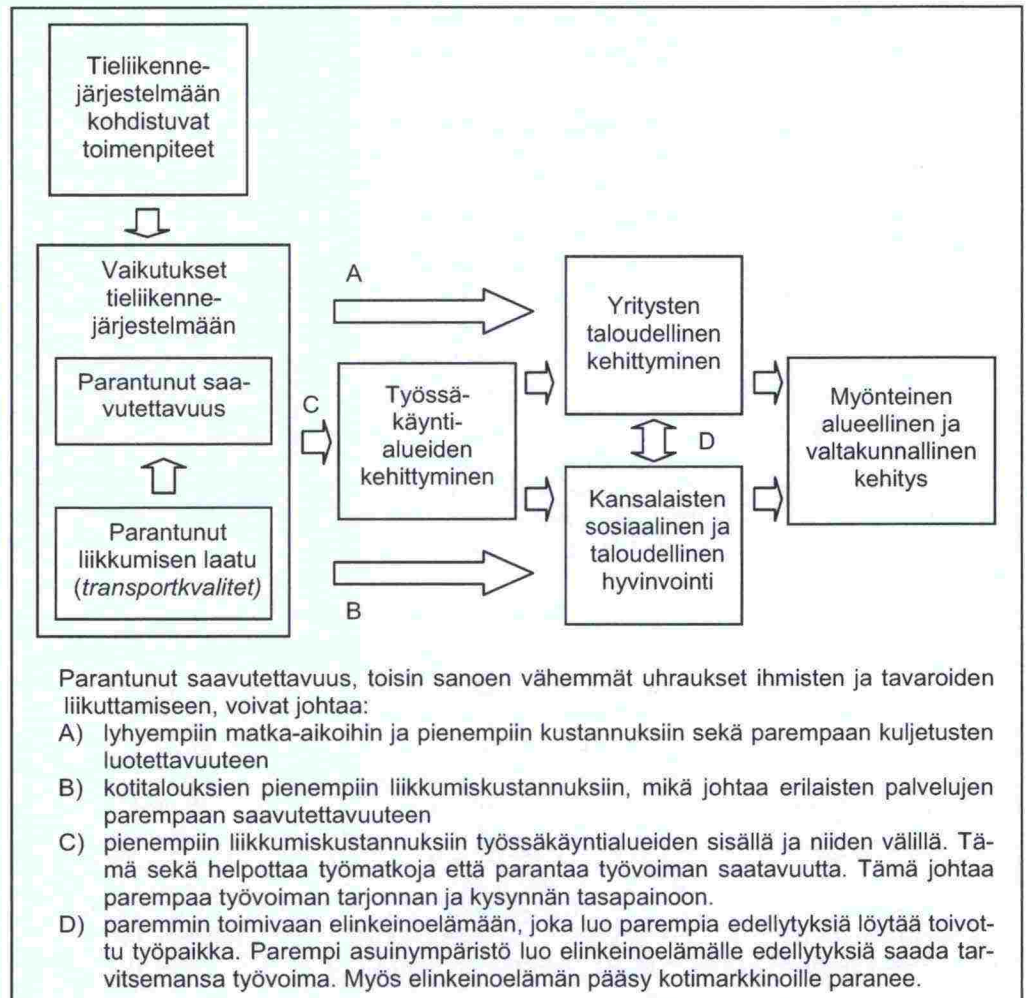 Tieliikenne-
järjestelmään
kohdistuvat
toimenpiteet
Vaikutukset
tieliikenne-
järjestelmään
Parantunut saa-
vutettavuus
Parantunut
liikkumisen laatu
(transportkvalitet)
A
C
B
Työssä-
käynti-
alueiden
kehittyminen
Yritysten
taloudellinen
kehittyminen
D
Kansalaisten
sosiaalinen ja
taloudellinen
hyvinvointi
Myönteinen
alueellinen ja
valtakunnallinen
kehitys
Parantunut saavutettavuus, toisin sanoen vähemmät uhraukset ihmisten ja tavaroiden
liikuttamiseen, voivat johtaa:
A) lyhyempiin matka-aikoihin ja pienempiin kustannuksiin sekä parempaan kuljetusten
luotettavuuteen
B) kotitalouksien pienempiin liikkumiskustannuksiin, mikä johtaa erilaisten palvelujen
parempaan saavutettavuuteen
C) pienempiin liikkumiskustannuksiin työssäkäyntialueiden sisällä ja niiden välillä. Tä-
mä sekä helpottaa työmatkoja että parantaa työvoiman saatavuutta. Tämä johtaa
parempaa työvoiman tarjonnan ja kysynnän tasapainoon.
D) paremmin toimivaan elinkeinoelämään, joka luo parempia edellytyksiä löytää toivot-
tu työpaikka. Parempi asuinympäristö luo elinkeinoelämälle edellytyksiä saada tar-
vitsemansa työvoima. Myös elinkeinoelämän pääsy kotimarkkinoille paranee.